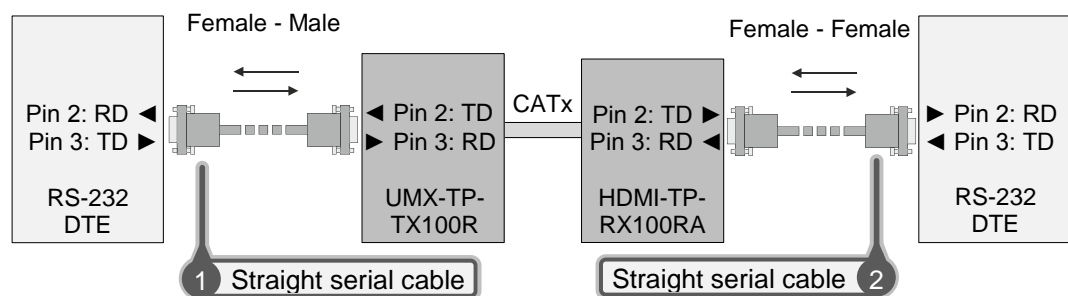 Female - Male
Female - Female
Pin 2: RD ◄
Pin 3: TD ►
RS-232
DTE
◄ Pin 2: TD
► Pin 3: RD
UMX-TP-
TX100R
CATx
Pin 2: TD ►
Pin 3: RD ◄
HDMI-TP-
RX100RA
► Pin 2: RD
◄ Pin 3: TD
RS-232
DTE
1 Straight serial cable
Straight serial cable 2